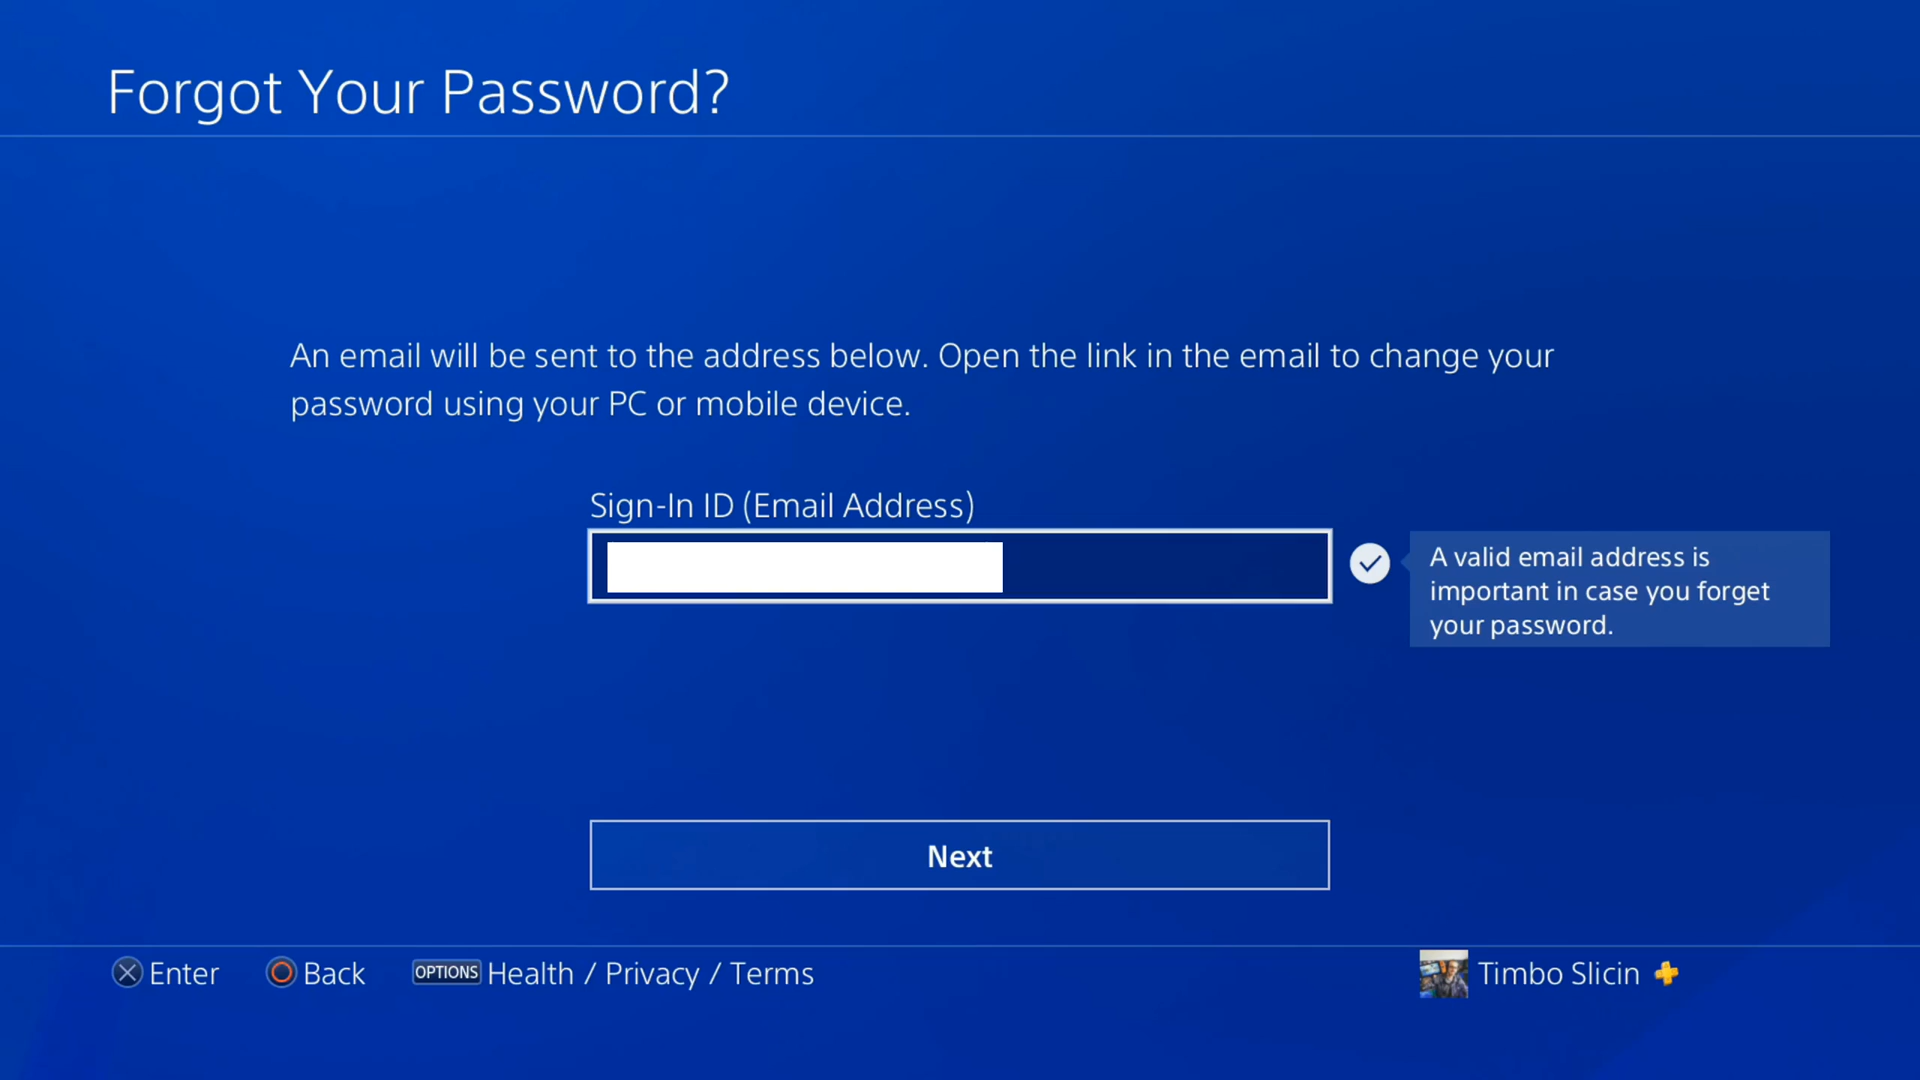 Forgot Your Password?
An email will be sent to the address below. Open the link in the email to change your
password using your PC or mobile device.
Sign-In ID (Email Address)
A valid email address is
important in case you forget
your password.
Next
Enter
Back
OPTIONS Health / Privacy / Terms
Timbo Slicin